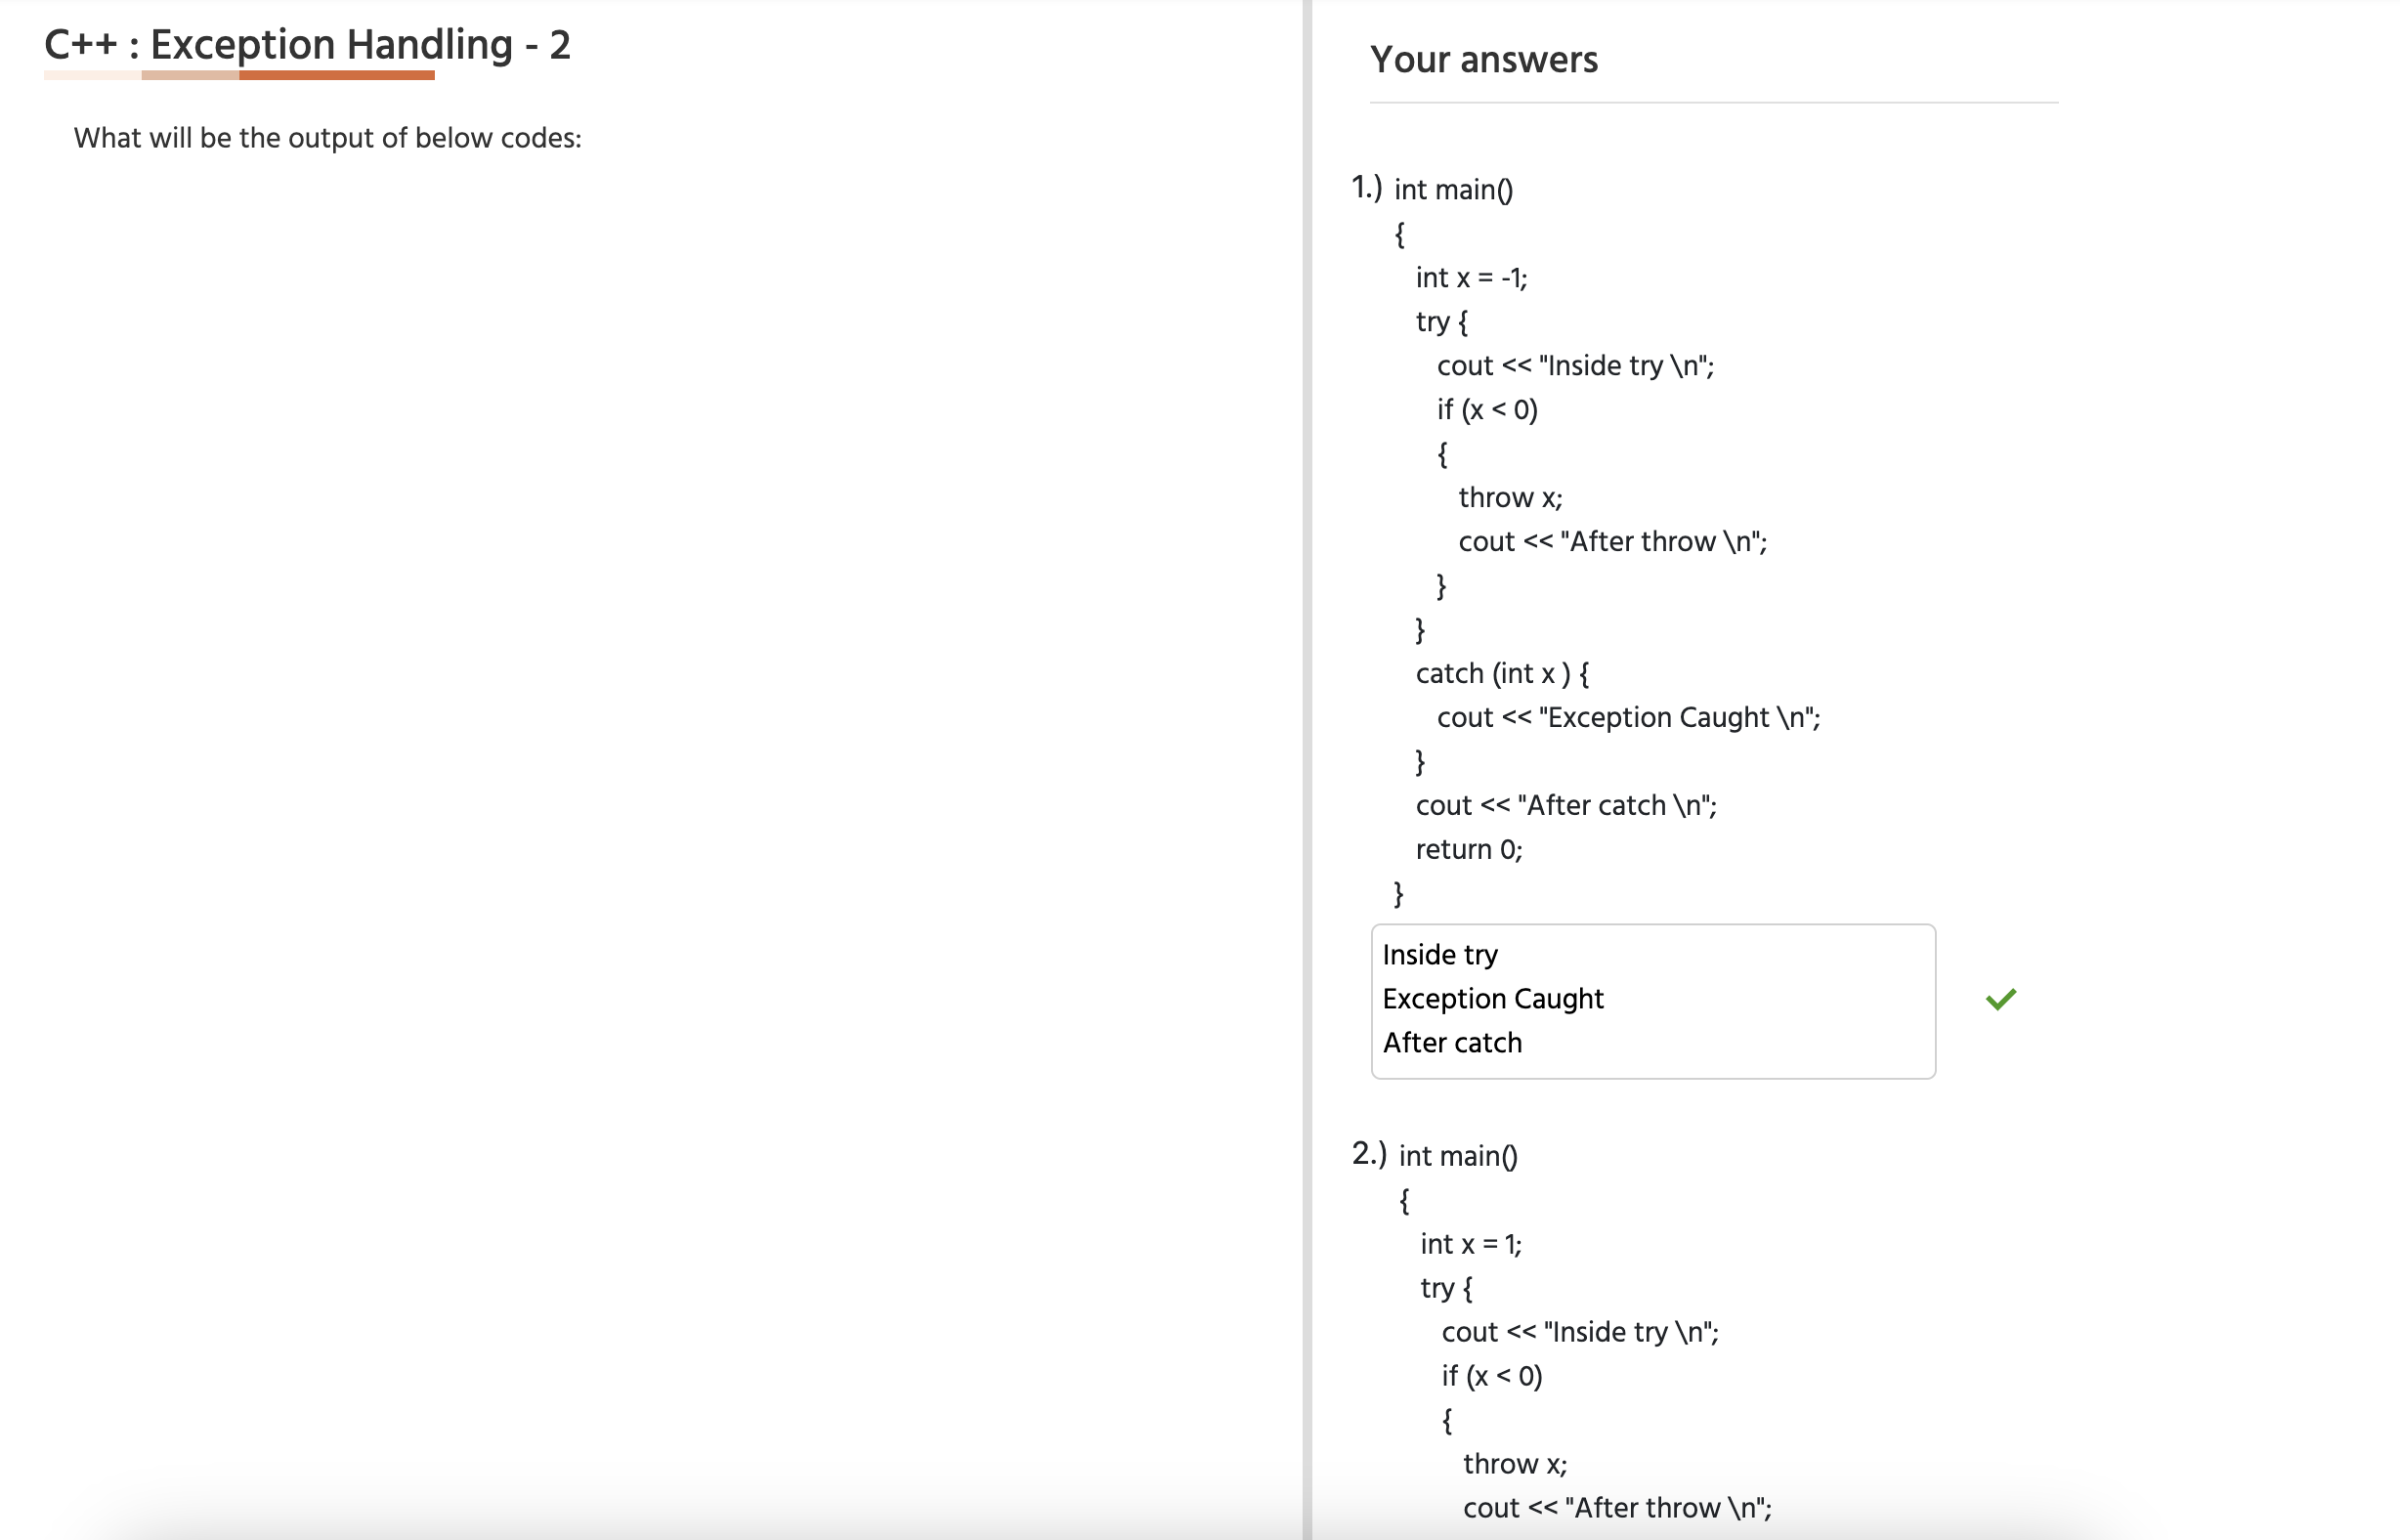 C++ : Exception Handling - 2
What will be the output of below codes:
Your answers
1.) int main()
{
int x = -1;
try {
cout << "Inside try \n";
if (x < 0)
{
throw x;
cout << "After throw \n";
}
}
catch (int x ) {
cout << "Exception Caught \n";
}
cout << "After catch \n";
return 0;
}
Inside try
Exception Caught
After catch
2.) int main()
{
int x = 1;
try {
cout << "Inside try \n";
if (x < 0)
{
throw x;
cout << "After throw \n";